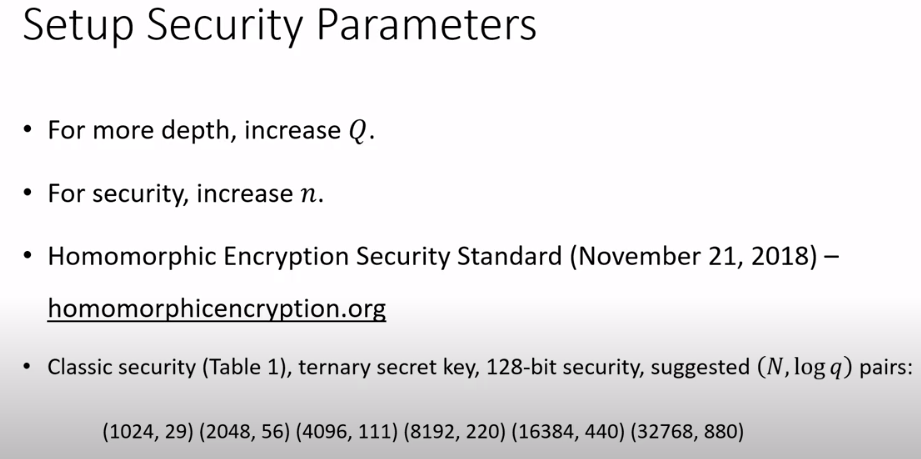 Setup Security Parameters
• For more depth, increase Q.
• For security, increase n.
• Homomorphic Encryption Security Standard (November 21, 2018) –
homomorphicencryption.org
• Classic security (Table 1), ternary secret key, 128-bit security, suggested (N, log q) pairs:
(1024, 29) (2048, 56) (4096, 111) (8192, 220) (16384, 440) (32768, 880)